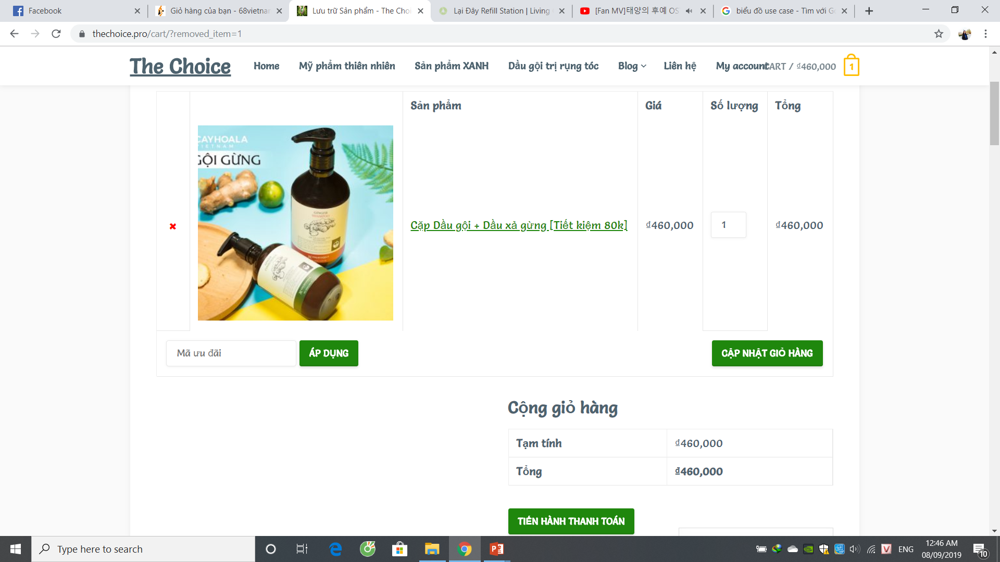 Facebook
Giỏ hàng của bạn - 68vietnar
Lưu trữ Sản phẩm - The Choi
Lại Đây Refill Station | Living
[Fan MV]태양의 후예 OS
biểu đồ use case - Tìm với Go
thechoice.pro/cart/?removed_item=1
The Choice
Home
Mỹ phẩm thiên nhiên
Sản phẩm XANH
Dầu gội trị rụng tóc
Blog
Liên hệ
My account
CART / ₫460,000
1
Sản phẩm
Giá
Số lượng
Tổng
CAYHOALA
VIETNAM
GỘI GỪNG
GINGER
SHAMPOO
Cặp Dầu gội + Dầu xả gừng [Tiết kiệm 80k]
₫460,000
1
₫460,000
Mã ưu đãi
ÁP DỤNG
CẬP NHẬT GIỎ HÀNG
Cộng giỏ hàng
Tạm tính
₫460,000
Tổng
₫460,000
TIẾN HÀNH THANH TOÁN
Type here to search
ENG
12:46 AM
08/09/2019
10